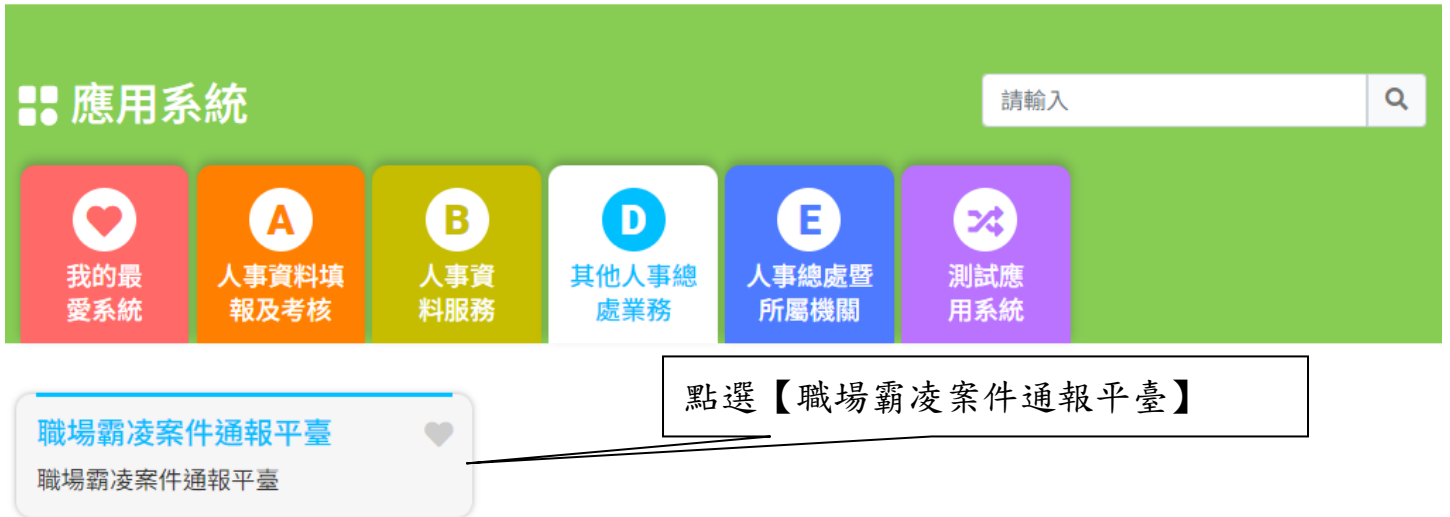 應用系統
請輸入
我的最
愛系統
A
人事資料填
報及考核
B
人事資
料服務
D
其他人事總
處業務
E
人事總處暨
所屬機關
測試應
用系統
點選【職場霸凌案件通報平臺】
職場霸凌案件通報平臺
職場霸凌案件通報平臺